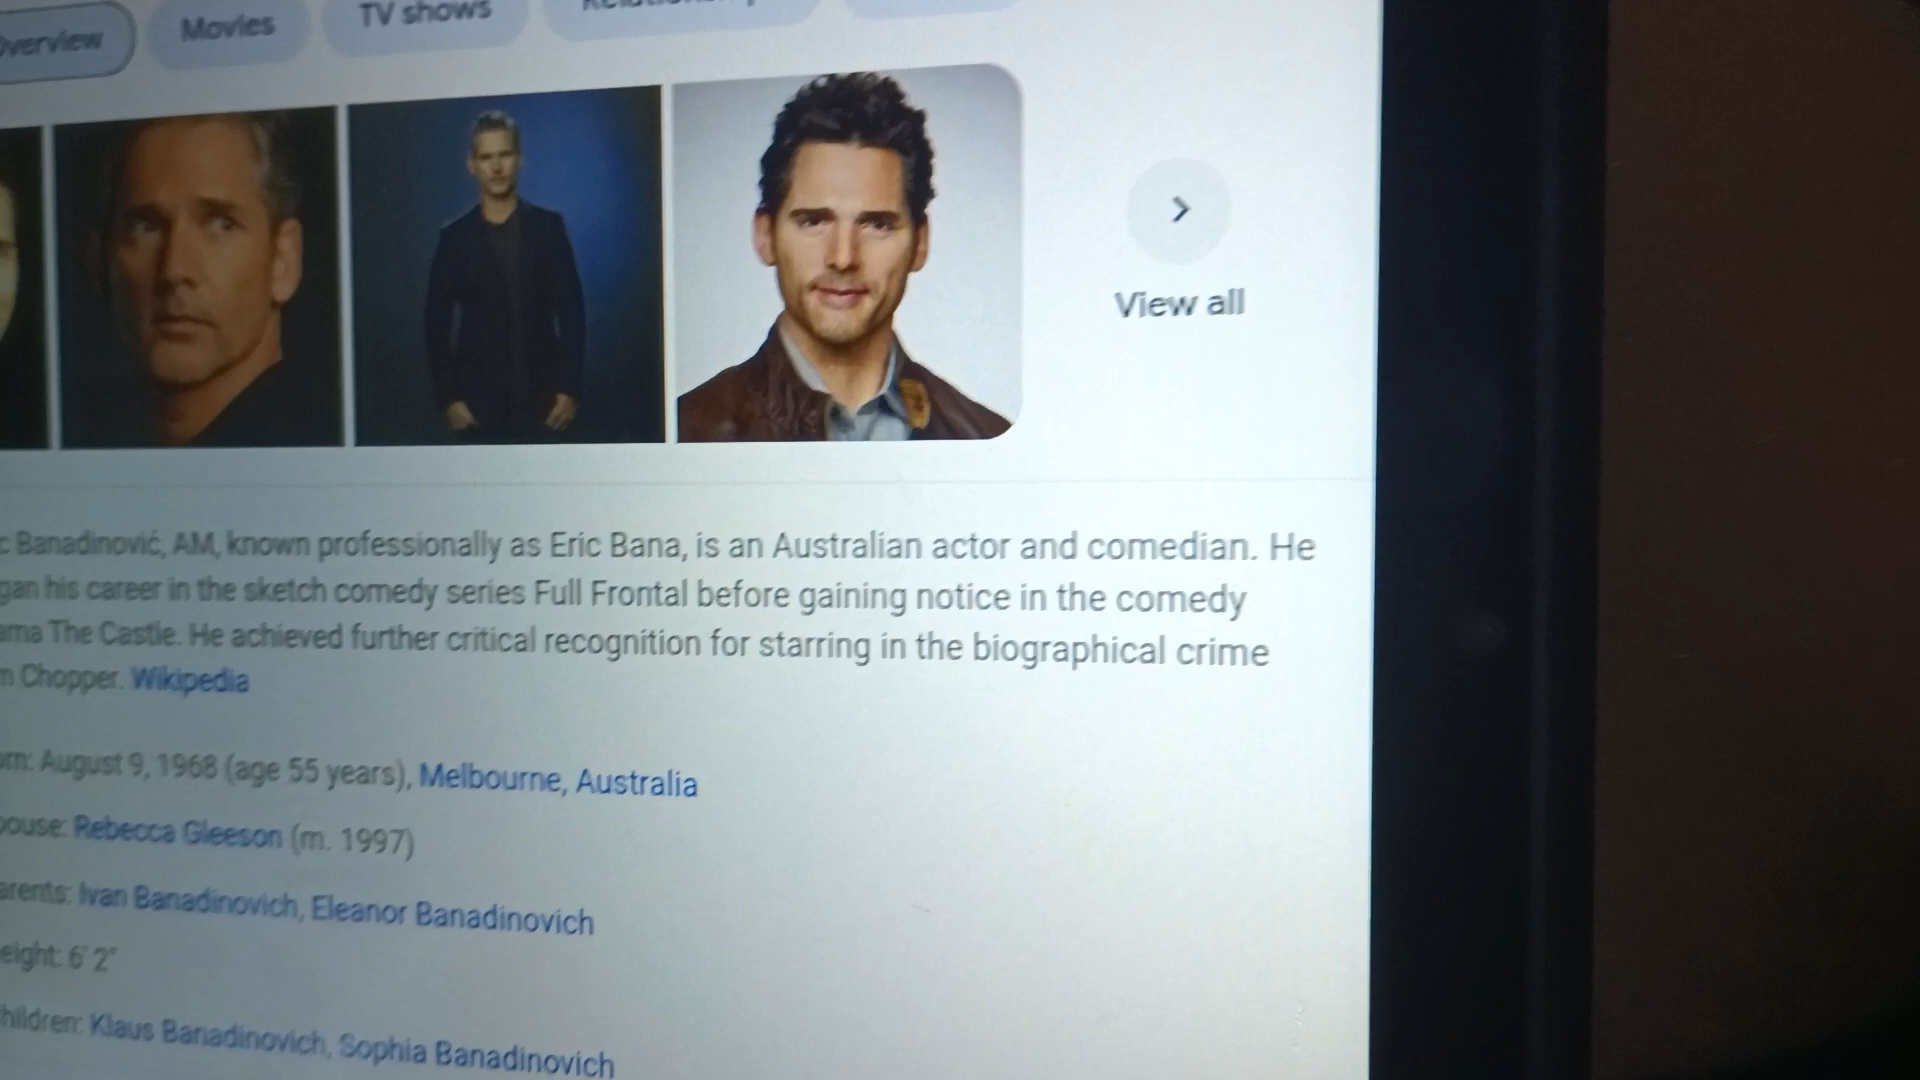 Overview Movies TV shows
View all
Banadinović, AM, known professionally as Eric Bana, is an Australian actor and comedian. He
gan his career in the sketch comedy series Full Frontal before gaining notice in the comedy
ama The Castle. He achieved further critical recognition for starring in the biographical crime
m Chopper. Wikipedia
orn: August 9, 1968 (age 55 years), Melbourne, Australia
pouse: Rebecca Gleeson (m. 1997)
arents: Ivan Banadinovich, Eleanor Banadinovich
eight: 6′ 2″
hildren: Klaus Banadinovich, Sophia Banadinovich